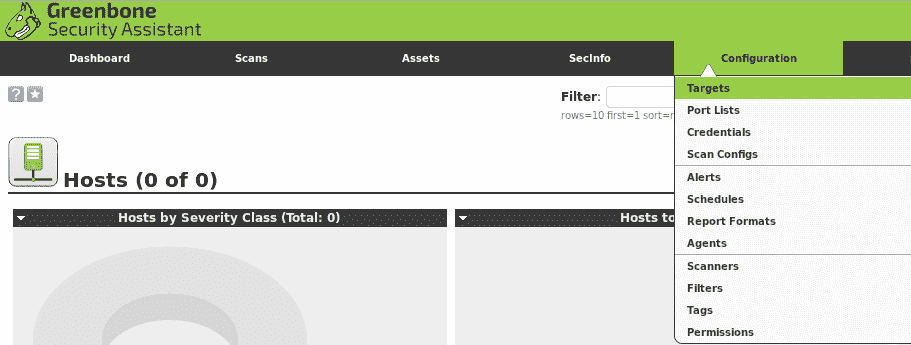 Greenbone
Security Assistant
Dashboard Scans Assets SecInfo Configuration
Targets
Port Lists
Credentials
Scan Configs
Alerts
Schedules
Report Formats
Agents
Scanners
Filters
Tags
Permissions
? Filter:
rows=10 first=1 sort=
Hosts (0 of 0)
Hosts by Severity Class (Total: 0) Hosts to